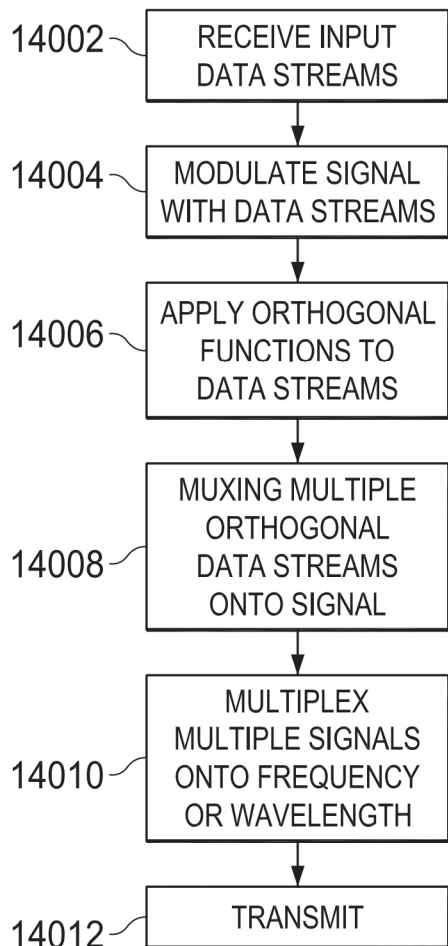 14002
RECEIVE INPUT
DATA STREAMS
14004
MODULATE SIGNAL
WITH DATA STREAMS
14006
APPLY ORTHOGONAL
FUNCTIONS TO
DATA STREAMS
14008
MUXING MULTIPLE
ORTHOGONAL
DATA STREAMS
ONTO SIGNAL
14010
MULTIPLEX
MULTIPLE SIGNALS
ONTO FREQUENCY
OR WAVELENGTH
14012
TRANSMIT